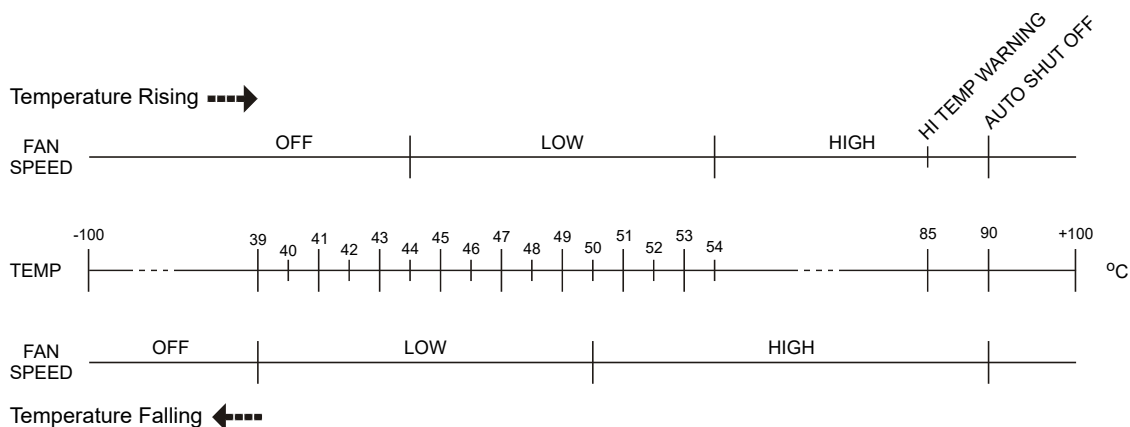 HI TEMP WARNING
AUTO SHUT OFF
Temperature Rising
FAN SPEED
OFF LOW HIGH
-100 39 40 41 42 43 44 45 46 47 48 49 50 51 52 53 54 85 90 +100
TEMP
ºC
FAN SPEED
OFF LOW HIGH
Temperature Falling